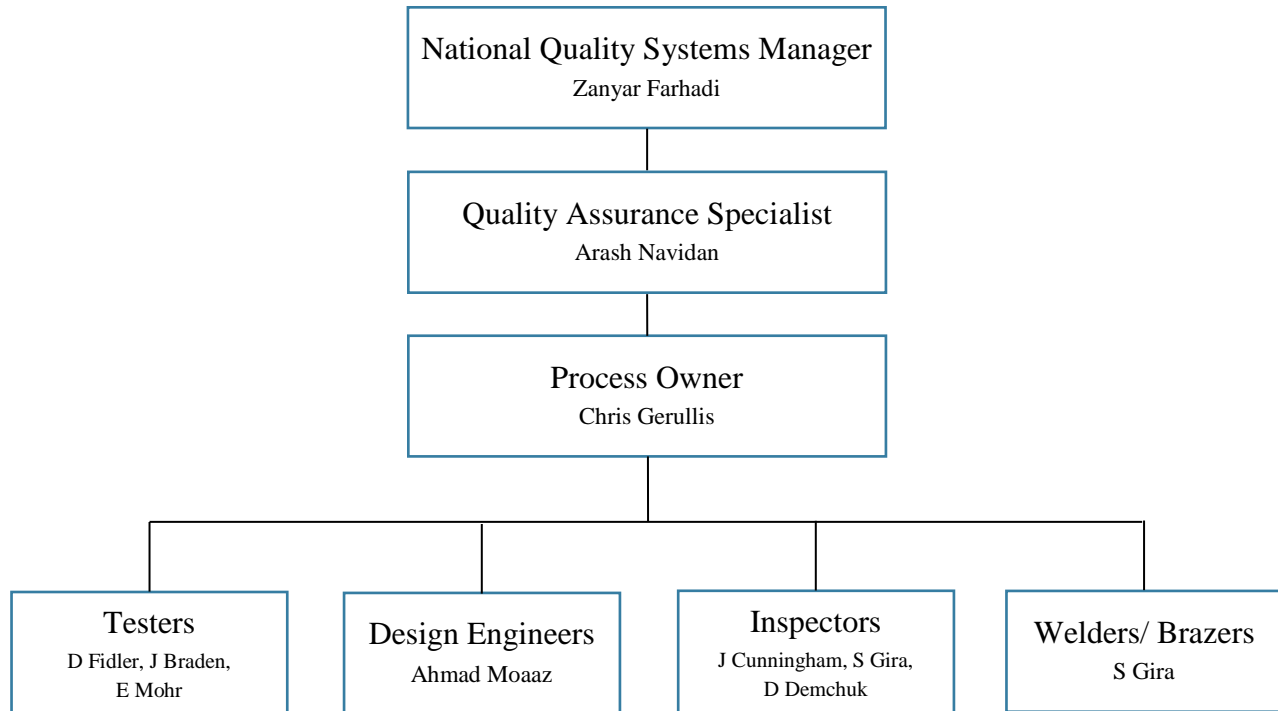 National Quality Systems Manager
Zanyar Farhadi
Quality Assurance Specialist
Arash Navidan
Process Owner
Chris Gerullis
Testers
D Fidler, J Braden,
E Mohr
Design Engineers
Ahmad Moaaz
Inspectors
J Cunningham, S Gira,
D Demchuk
Welders/ Brazers
S Gira